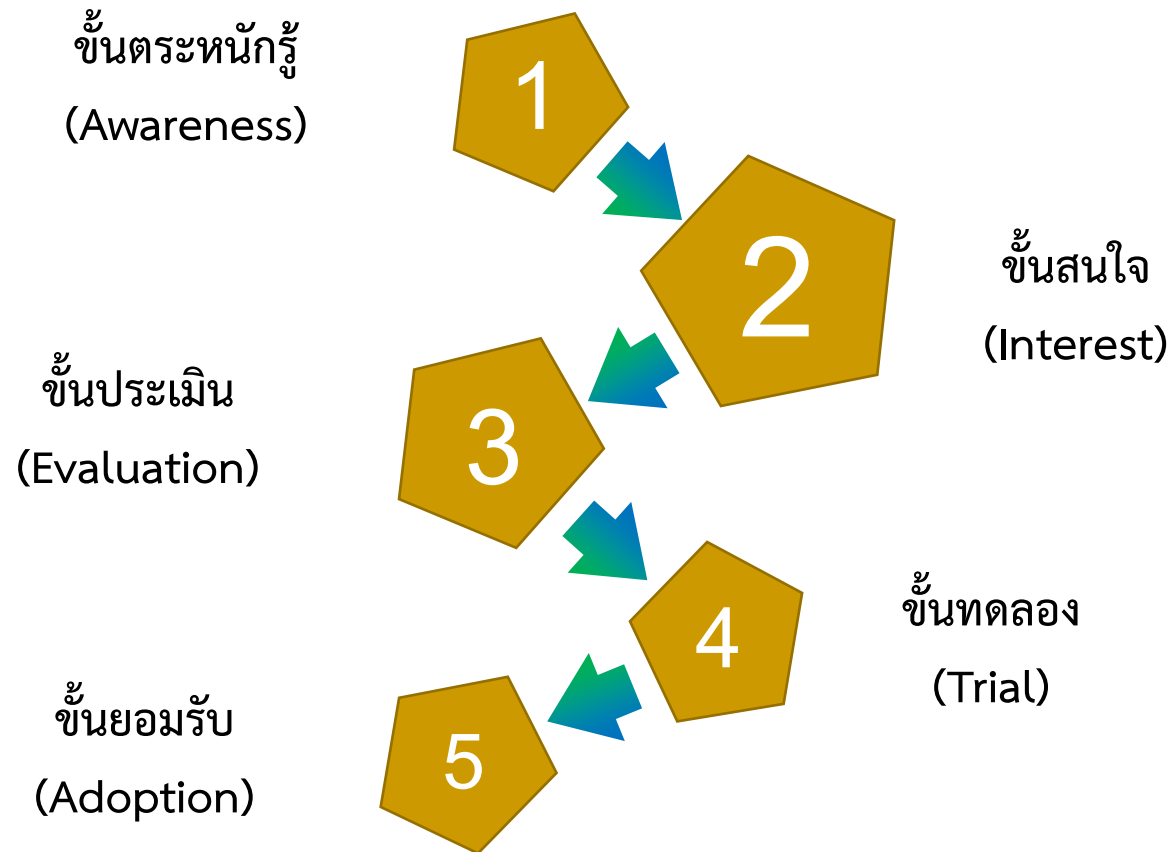 ขั้นตระหนักรู้
(Awareness)
1
2
ขั้นสนใจ
(Interest)
ขั้นประเมิน
(Evaluation)
3
4
ขั้นทดลอง
(Trial)
ขั้นยอมรับ
(Adoption)
5